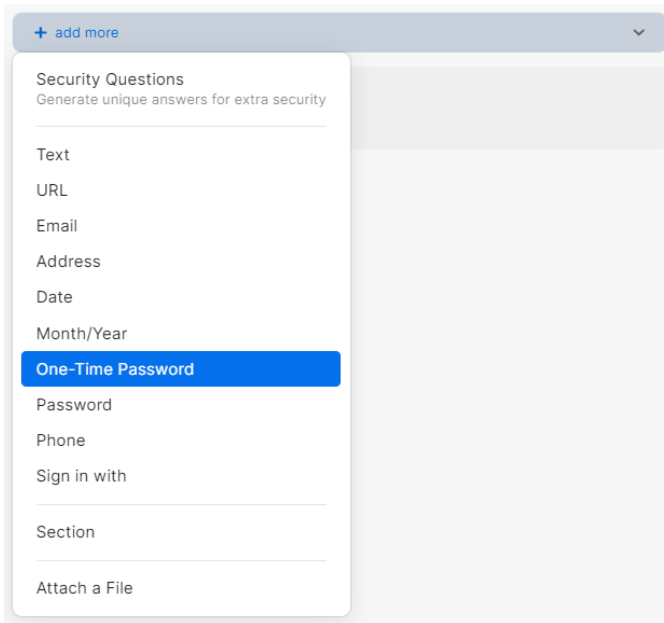 + add more
Security Questions
Generate unique answers for extra security
Text
URL
Email
Address
Date
Month/Year
One-Time Password
Password
Phone
Sign in with
Section
Attach a File